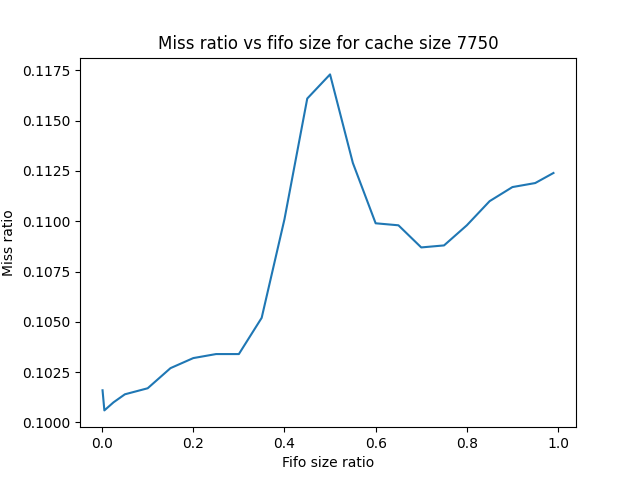 Miss ratio vs fifo size for cache size 7750
0.1175
0.1150
0.1125
0.1100
0.1075
0.1050
0.1025
0.1000
Miss ratio
0.0 0.2 0.4 0.6 0.8 1.0
Fifo size ratio